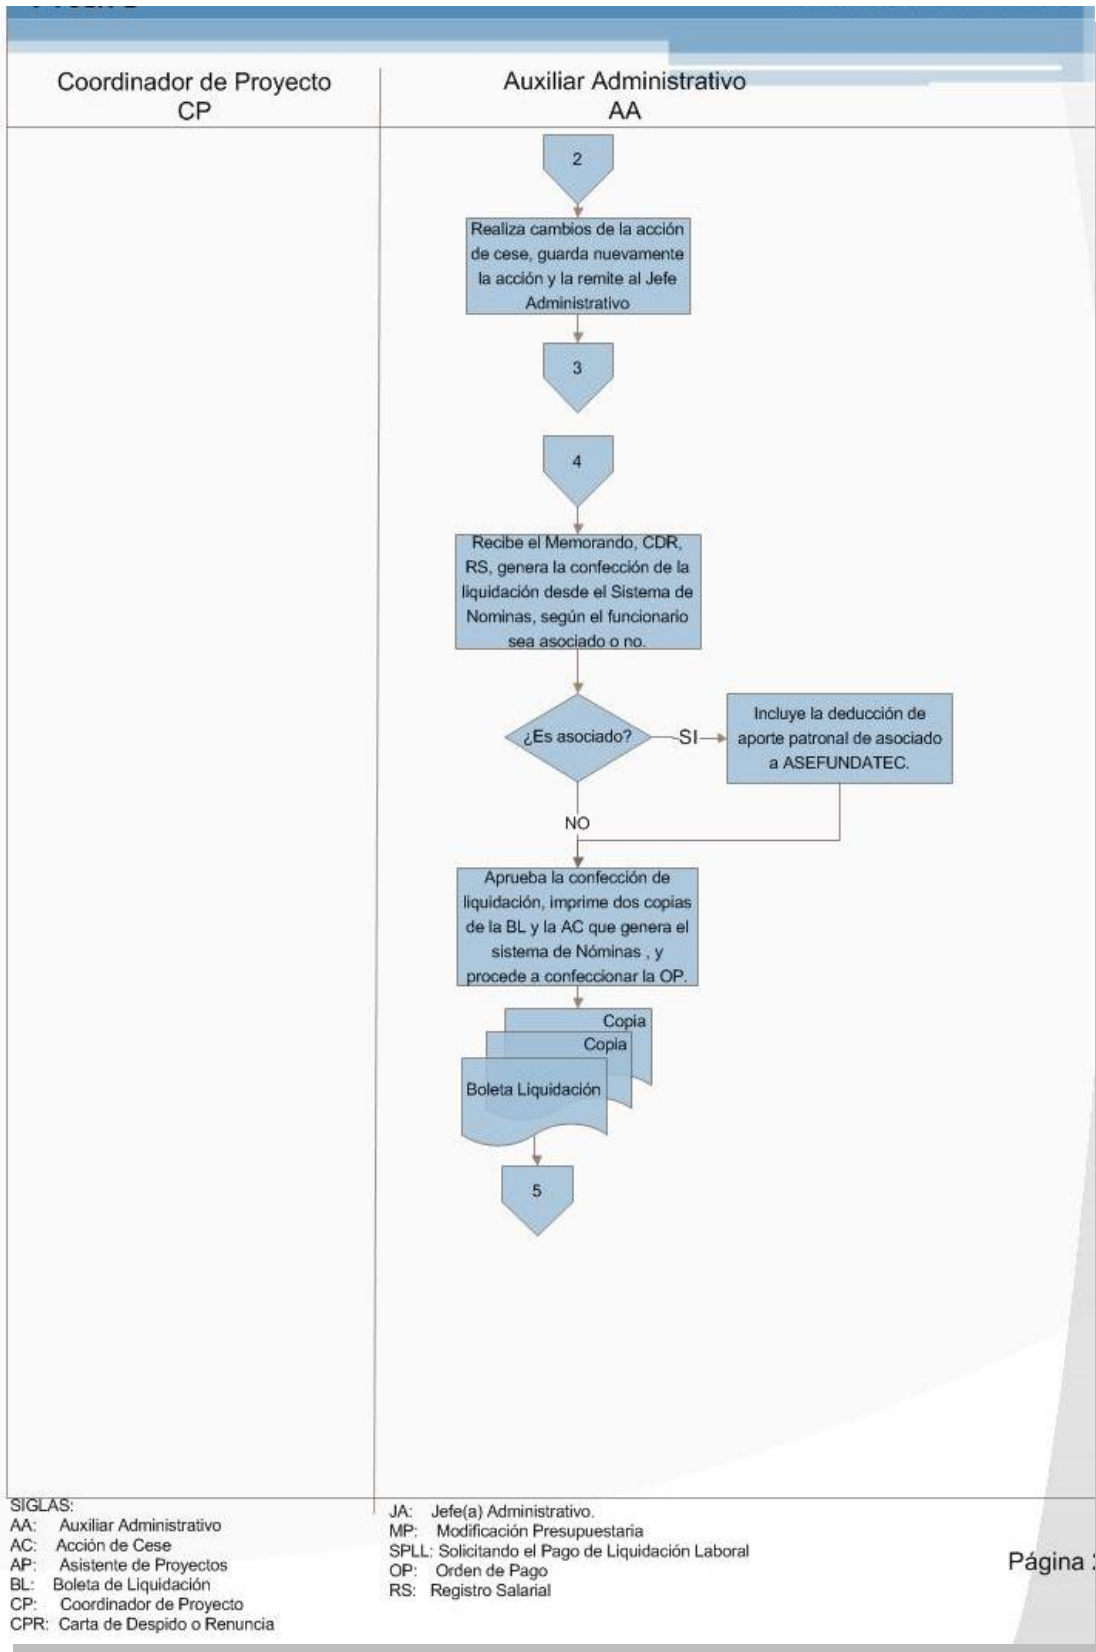 Coordinador de Proyecto
CP
Auxiliar Administrativo
AA
2
Realiza cambios de la acción
de cese, guarda nuevamente
la acción y la remite al Jefe
Administrativo
3
4
Recibe el Memorando, CDR,
RS, genera la confección de la
liquidación desde el Sistema de
Nominas, según el funcionario
sea asociado o no.
¿Es asociado?
SI
Incluye la deducción de
aporte patronal de asociado
a ASEFUNDATEC.
NO
Aprueba la confección de
liquidación, imprime dos copias
de la BL y la AC que genera el
sistema de Nóminas , y
procede a confeccionar la OP.
Copia
Copia
Boleta Liquidación
5
SIGLAS:
AA: Auxiliar Administrativo
AC: Acción de Cese
AP: Asistente de Proyectos
BL: Boleta de Liquidación
CP: Coordinador de Proyecto
CPR: Carta de Despido o Renuncia
JA: Jefe(a) Administrativo.
MP: Modificación Presupuestaria
SPLL: Solicitando el Pago de Liquidación Laboral
OP: Orden de Pago
RS: Registro Salarial
Página